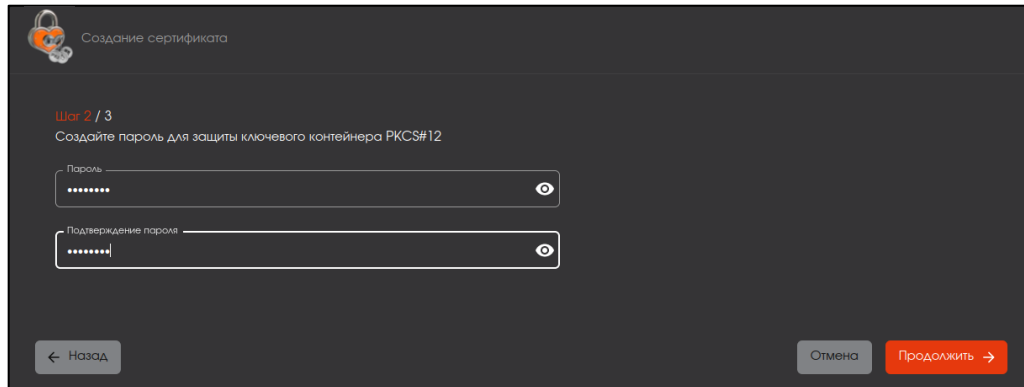 Создание сертификата
Шаг 2 / 3
Создайте пароль для защиты ключевого контейнера PKCS#12
Пароль
••••••••
Подтверждение пароля
••••••••
← Назад
Отмена
Продолжить →